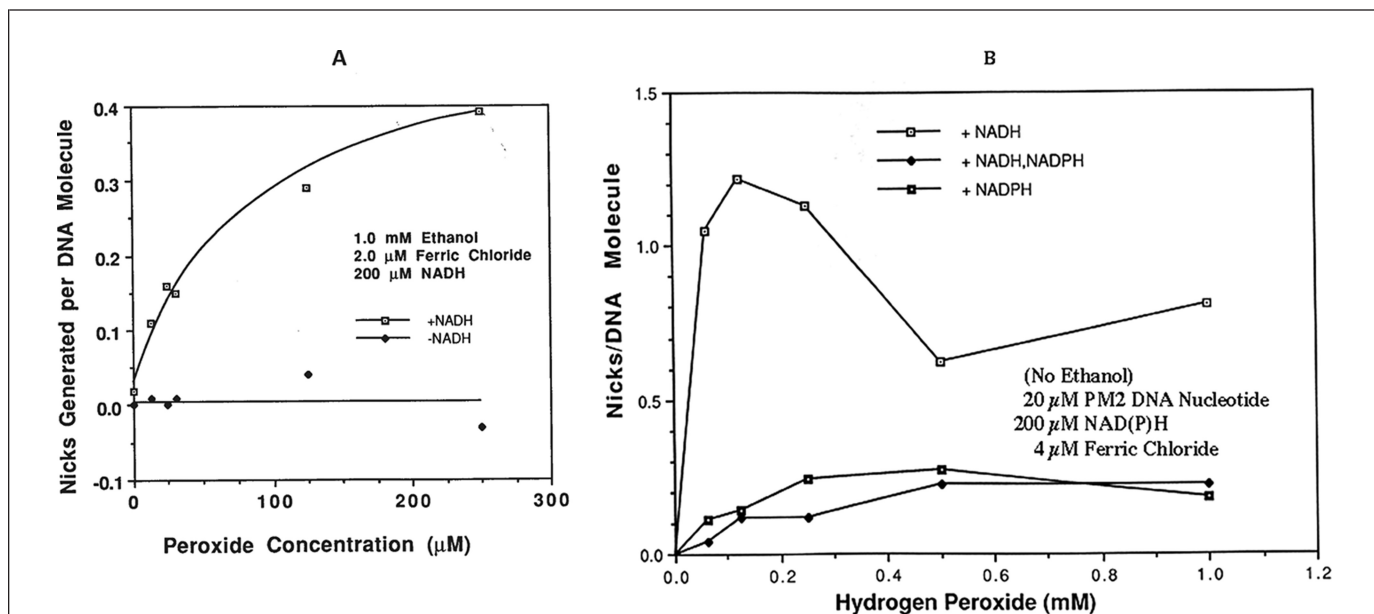 A
Nicks Generated per DNA Molecule
0.4
0.3
0.2
0.1
0.0
-0.1
1.0 mM Ethanol
2.0 μM Ferric Chloride
200 μM NADH
+NADH
-NADH
0
100
200
300
Peroxide Concentration (μM)
B
Nicks/DNA Molecule
1.5
1.0
0.5
0.0
+ NADH
+ NADH,NADPH
+ NADPH
(No Ethanol)
20 μM PM2 DNA Nucleotide
200 μM NAD(P)H
4 μM Ferric Chloride
0.0
0.2
0.4
0.6
0.8
1.0
1.2
Hydrogen Peroxide (mM)